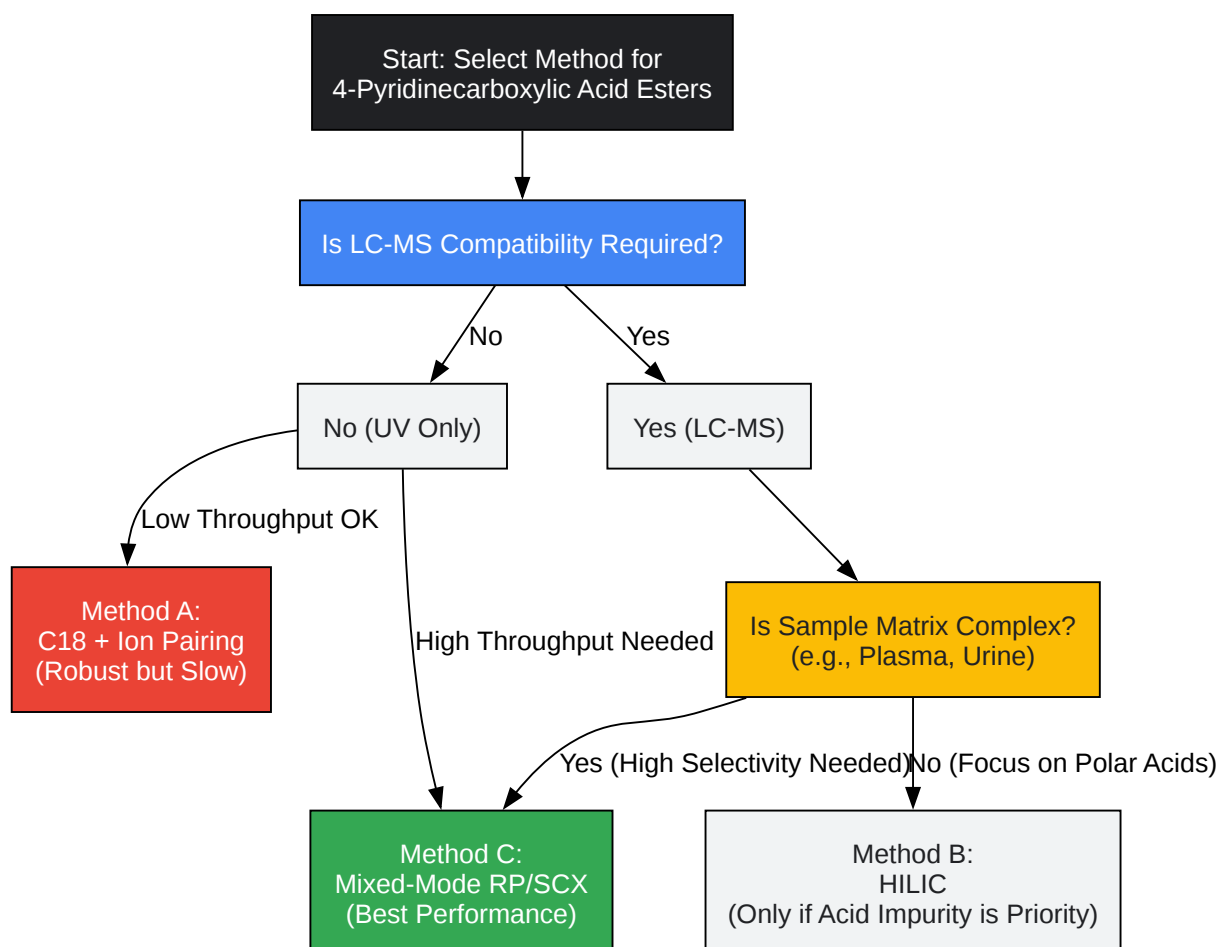 Start: Select Method for
4-Pyridinecarboxylic Acid Esters
Is LC-MS Compatibility Required?
No
Yes
No (UV Only)
Yes (LC-MS)
Low Throughput OK
Method A:
C18 + Ion Pairing
(Robust but Slow)
High Throughput Needed
Is Sample Matrix Complex?
(e.g., Plasma, Urine)
Yes (High Selectivity Needed)
No (Focus on Polar Acids)
Method C:
Mixed-Mode RP/SCX
(Best Performance)
Method B:
HILIC
(Only if Acid Impurity is Priority)